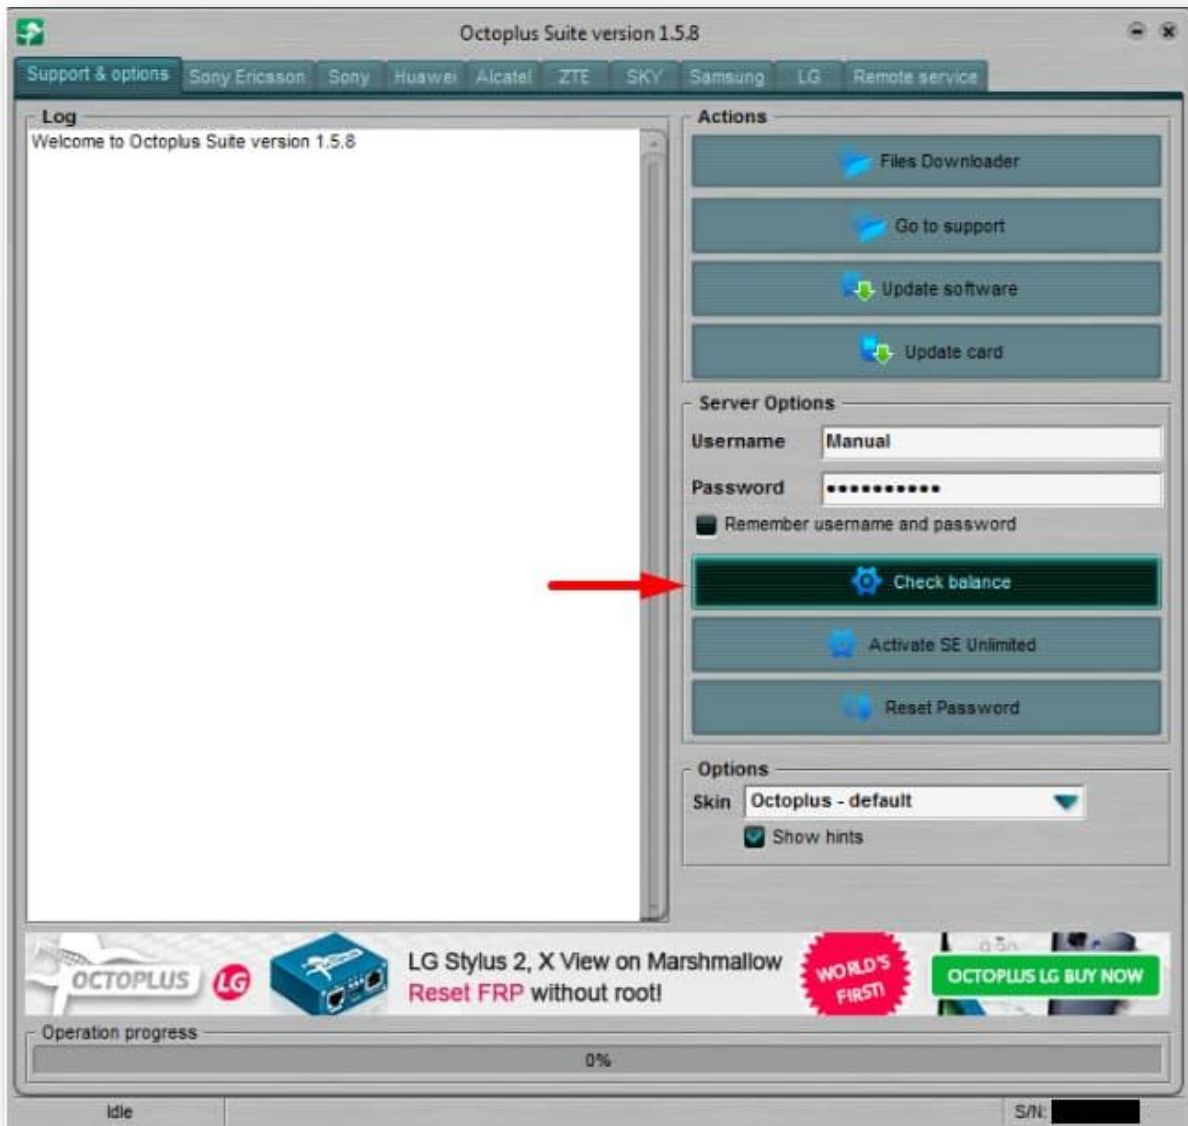 Octoplus Suite version 1.5.8
Support & options Sony Ericsson Sony Huawei Alcatel ZTE SKY Samsung LG Remote service
Log
Welcome to Octoplus Suite version 1.5.8
Actions
Files Downloader
Go to support
Update software
Update card
Server Options
Username Manual
Password ••••••••••
Remember username and password
Check balance
Activate SE Unlimited
Reset Password
Options
Skin Octoplus - default
Show hints
OCTOPLUS LG
LG Stylus 2, X View on Marshmallow
Reset FRP without root!
WORLD'S
FIRST!
OCTOPLUS LG BUY NOW
Operation progress
0%
Idle S/N: